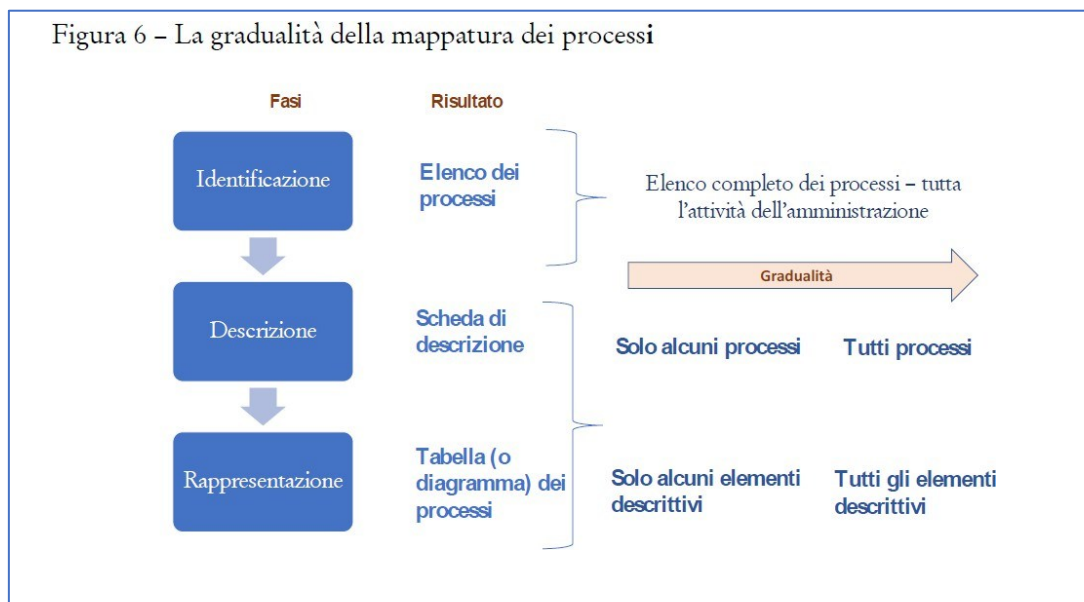 Figura 6 – La gradualità della mappatura dei processi
Fasi
Risultato
Identificazione
Elenco dei
processi
Elenco completo dei processi – tutta
l'attività dell'amministrazione
Gradualità
Descrizione
Scheda di
descrizione
Solo alcuni processi
Tutti processi
Rappresentazione
Tabella (o
diagramma) dei
processi
Solo alcuni elementi
descrittivi
Tutti gli elementi
descrittivi